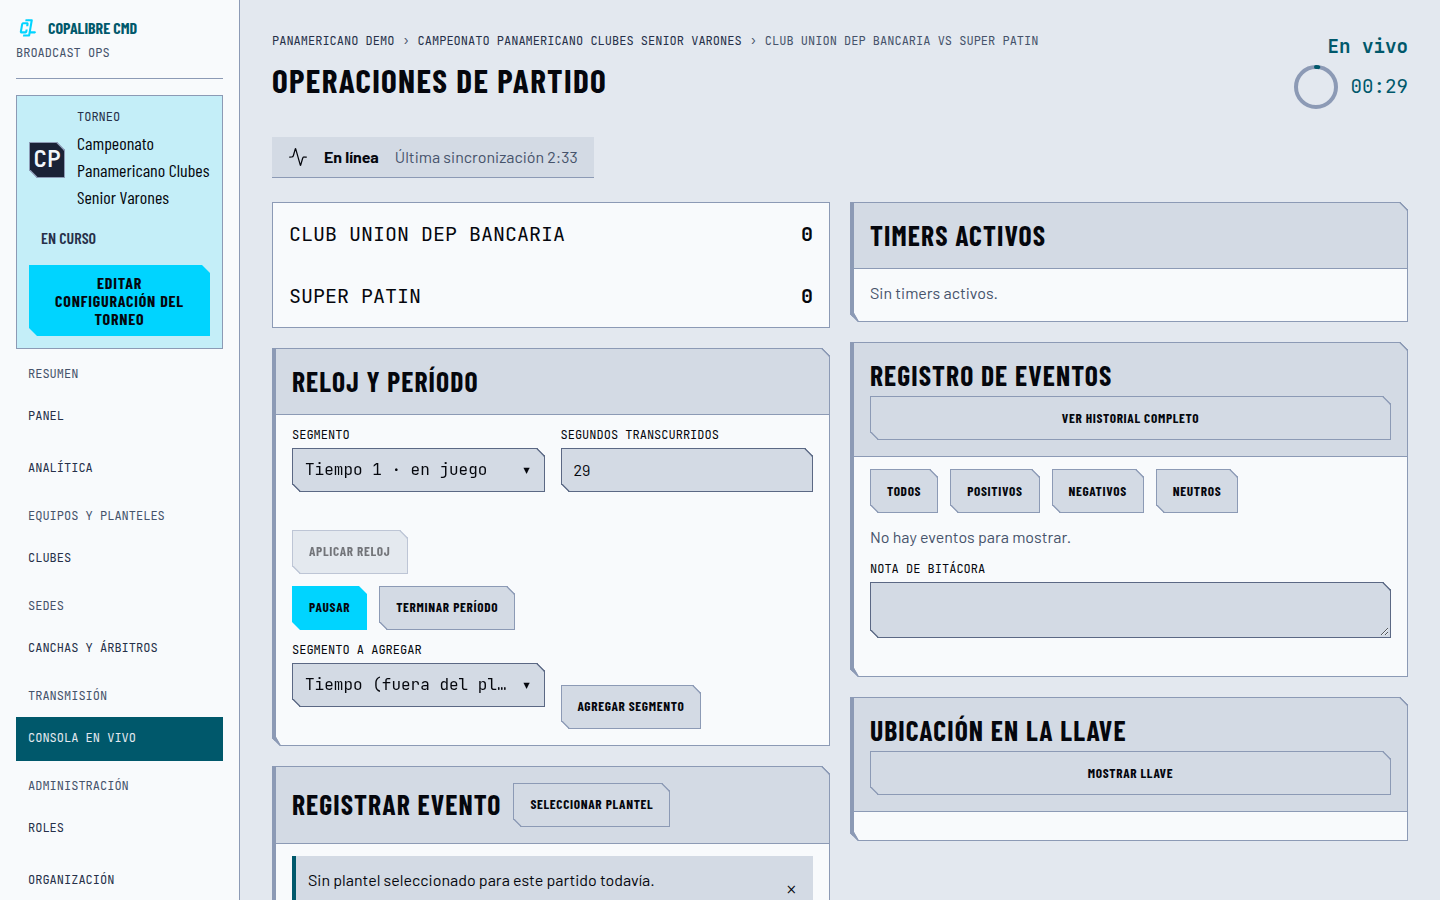 COPALIBRE CMD
BROADCAST OPS
TORNEO
CP
Campeonato
Panamericano Clubes
Senior Varones
EN CURSO
EDITAR
CONFIGURACIÓN DEL
TORNEO
RESUMEN
PANEL
ANALÍTICA
EQUIPOS Y PLANTELES
CLUBES
SEDES
CANCHAS Y ÁRBITROS
TRANSMISIÓN
CONSOLA EN VIVO
ADMINISTRACIÓN
ROLES
ORGANIZACIÓN
PANAMERICANO DEMO › CAMPEONATO PANAMERICANO CLUBES SENIOR VARONES › CLUB UNION DEP BANCARIA VS SUPER PATIN
OPERACIONES DE PARTIDO
En vivo
00:29
En línea Última sincronización 2:33
CLUB UNION DEP BANCARIA 0
SUPER PATIN 0
RELOJ Y PERÍODO
SEGMENTO
Tiempo 1 · en juego ▼
SEGUNDOS TRANSCURRIDOS
29
APLICAR RELOJ
PAUSAR
TERMINAR PERÍODO
SEGMENTO A AGREGAR
Tiempo (fuera del pl… ▼
AGREGAR SEGMENTO
REGISTRAR EVENTO
SELECCIONAR PLANTEL
Sin plantel seleccionado para este partido todavía. ×
TIMERS ACTIVOS
Sin timers activos.
REGISTRO DE EVENTOS
VER HISTORIAL COMPLETO
TODOS POSITIVOS NEGATIVOS NEUTROS
No hay eventos para mostrar.
NOTA DE BITÁCORA
UBICACIÓN EN LA LLAVE
MOSTRAR LLAVE